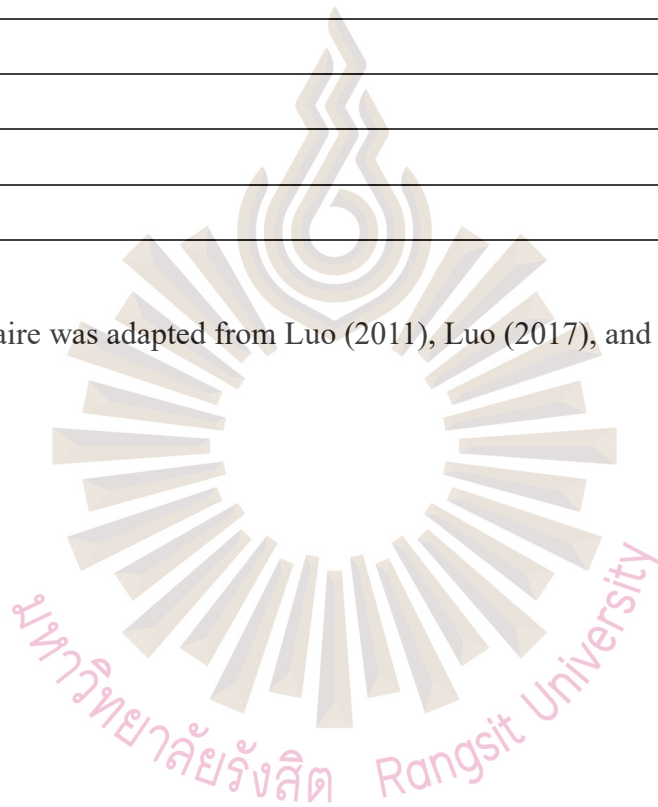 aire was adapted from Luo (2011), Luo (2017), and
มหาวิทยาลัยรังสิต Rangsit University